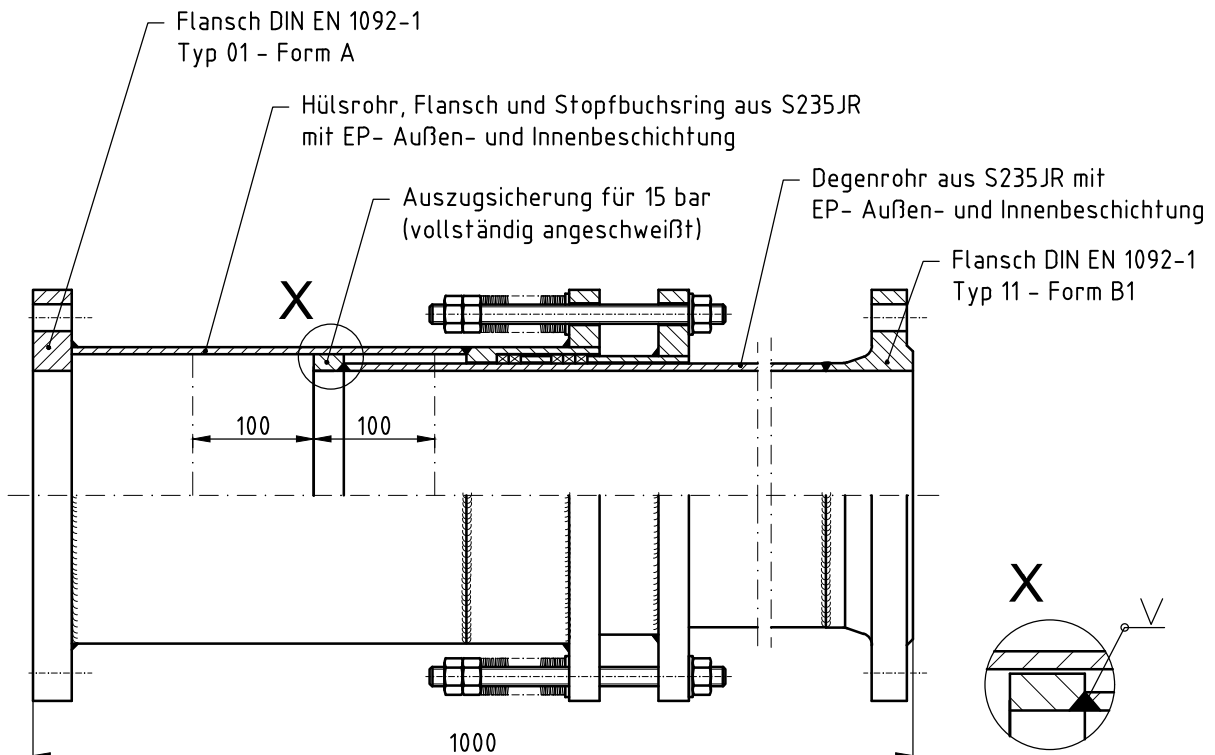 Flansch DIN EN 1092-1
Typ 01 - Form A
Hülsrohr, Flansch und Stopfbuchsring aus S235JR
mit EP- Außen- und Innenbeschichtung
Auszugsicherung für 15 bar
(vollständig angeschweißt)
Degenrohr aus S235JR mit
EP- Außen- und Innenbeschichtung
Flansch DIN EN 1092-1
Typ 11 - Form B1
X
100
100
X
1000